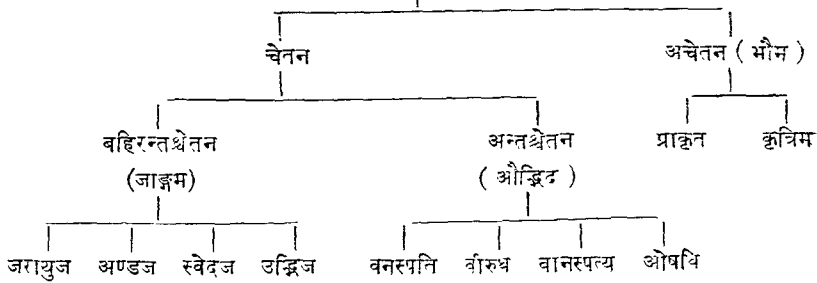 चेतन अचेतन ( भौम )
बहिरन्तश्चेतन अन्तश्चेतन प्राकृत कृत्रिम
(जाङ्गम) ( औद्भिद )
जरायुज अण्डज स्वेदज उद्भिज वनस्पति वीरुध वानस्पत्य ओषधि